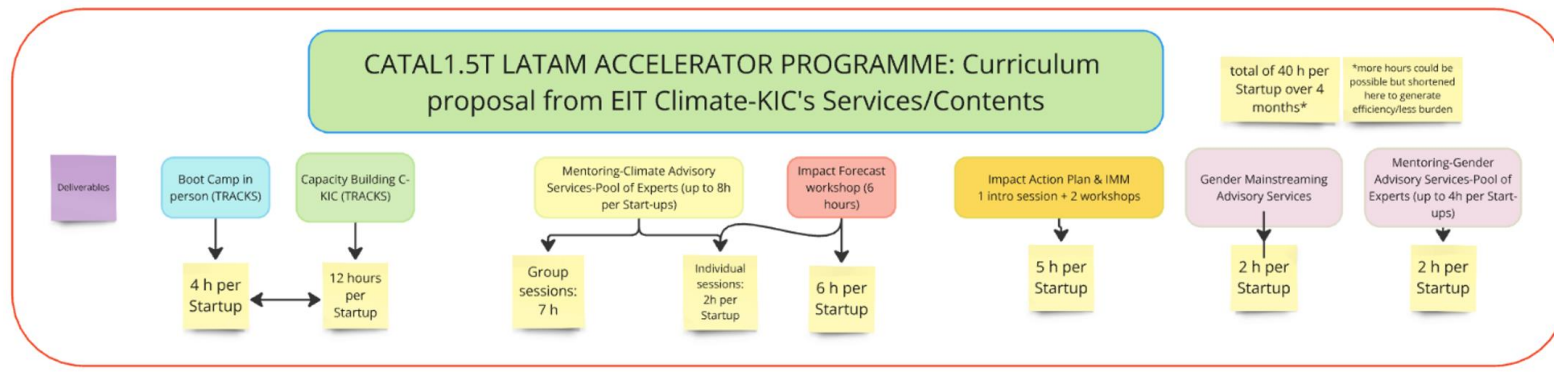 CATAL1.5T LATAM ACCELERATOR PROGRAMME: Curriculum
proposal from EIT Climate-KIC's Services/Contents
total of 40 h per
Startup over 4
months*
*more hours could be
possible but shortened
here to generate
efficiency/less burden
Deliverables
Boot Camp in
person (TRACKS)
Capacity Building C-
KIC (TRACKS)
Mentoring-Climate Advisory
Services-Pool of Experts (up to 8h
per Start-ups)
Impact Forecast
workshop (6
hours)
Impact Action Plan & IMM
1 intro session + 2 workshops
Gender Mainstreaming
Advisory Services
Mentoring-Gender
Advisory Services-Pool of
Experts (up to 4h per Start-
ups)
4 h per
Startup
12 hours
per
Startup
Group
sessions:
7 h
Individual
sessions:
2h per
Startup
6 h per
Startup
5 h per
Startup
2 h per
Startup
2 h per
Startup